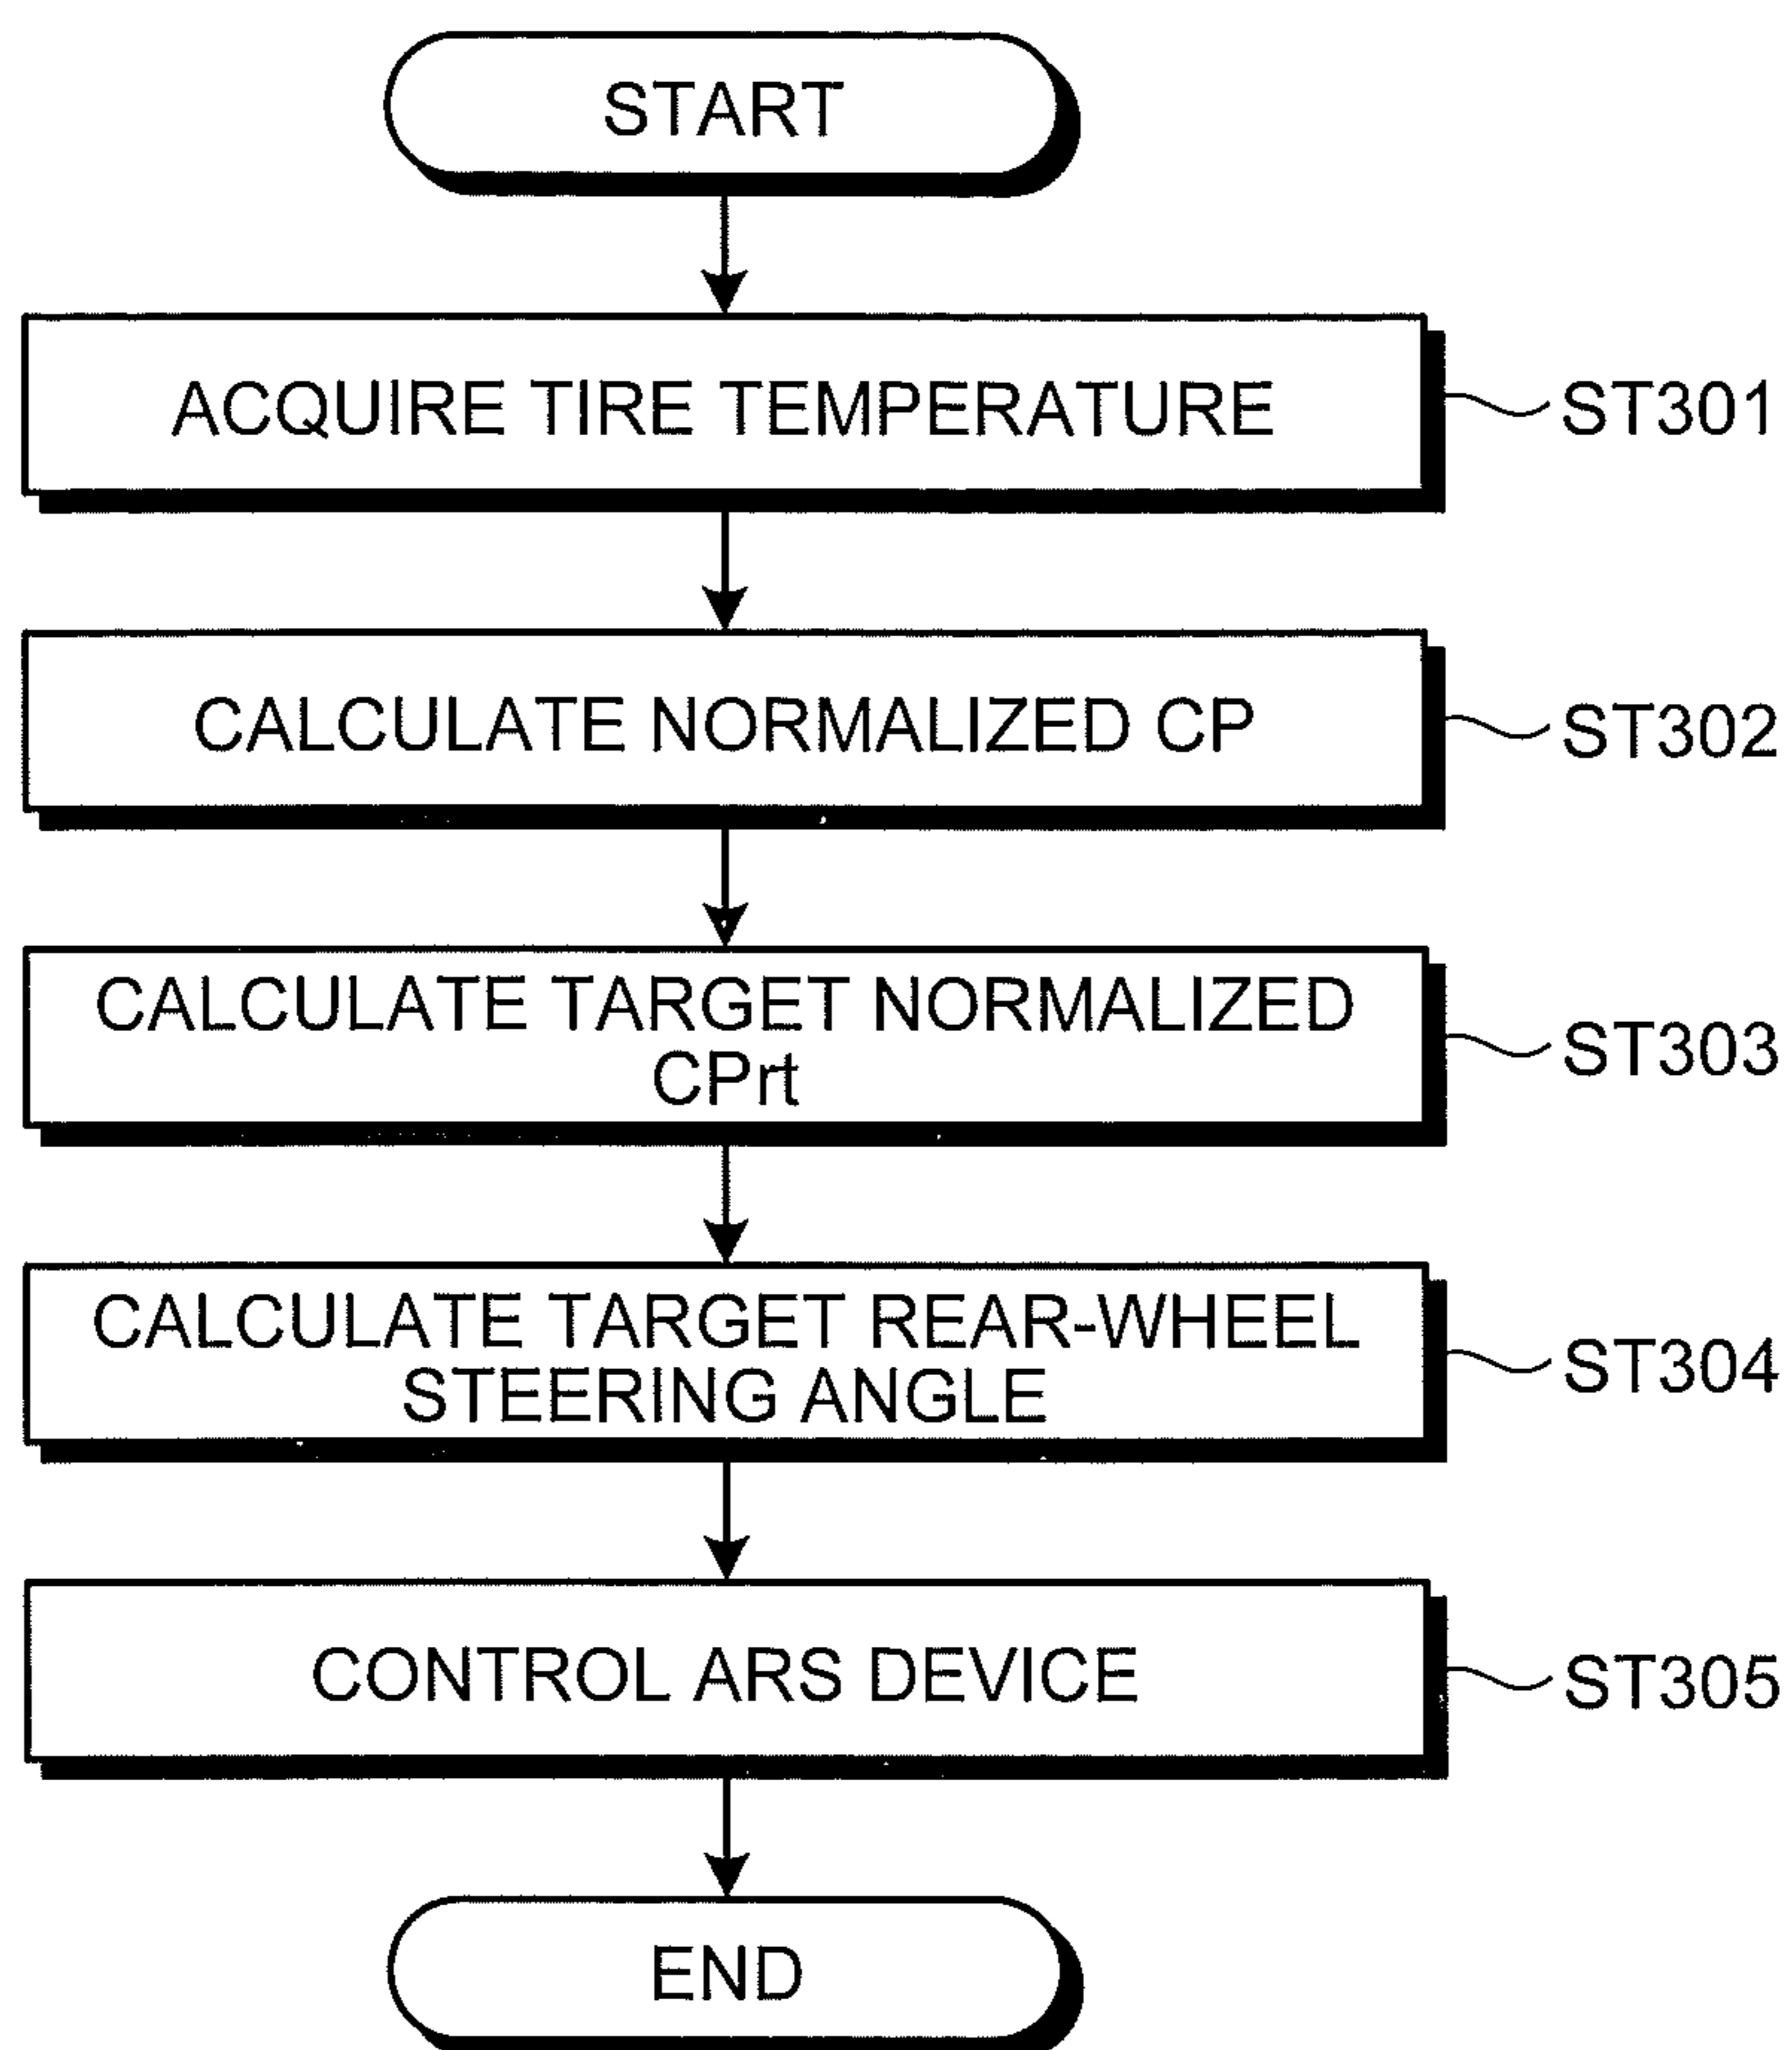 START
ACQUIRE TIRE TEMPERATURE
ST301
CALCULATE NORMALIZED CP
ST302
CALCULATE TARGET NORMALIZED
CPrt
ST303
CALCULATE TARGET REAR-WHEEL
STEERING ANGLE
ST304
CONTROL ARS DEVICE
ST305
END